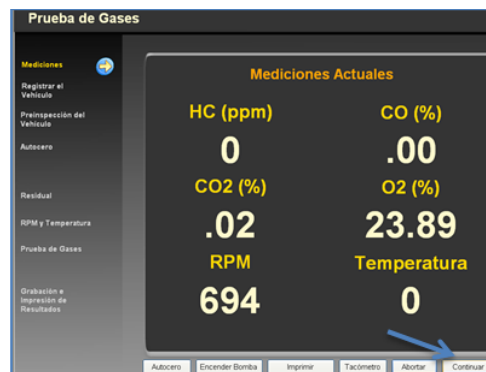 Prueba de Gases
Mediciones
Registrar el
Vehículo
Preinspección del
Vehículo
Autocero
Residual
RPM y Temperatura
Prueba de Gases
Grabación e
Impresión de
Resultados
Mediciones Actuales
HC (ppm) CO (%)
0 .00
CO2 (%) O2 (%)
.02 23.89
RPM Temperatura
694 0
Autocero Encender Bomba Imprimir Tacómetro Abortar Continuar